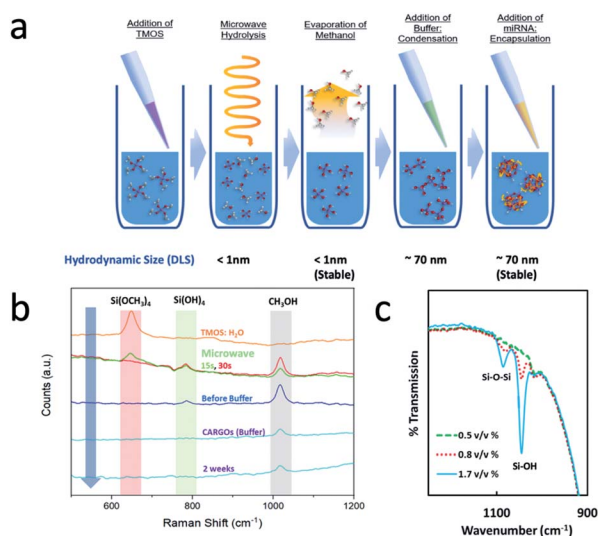 a
Addition of
TMOS
Microwave
Hydrolysis
Evaporation of
Methanol
Addition of
Buffer:
Condensation
Addition of
miRNA:
Encapsulation
Hydrodynamic Size (DLS)
< 1nm
< 1nm
(Stable)
~ 70 nm
~ 70 nm
(Stable)
b
Si(OCH3)4
Si(OH)4
CH3OH
TMOS: H2O
Microwave
15s, 30s
Before Buffer
CARGOs (Buffer)
2 weeks
Counts (a.u.)
600
800
1000
1200
Raman Shift (cm-1)
c
Si-O-Si
Si-OH
0.5 v/v %
0.8 v/v %
1.7 v/v %
% Transmission
1100
900
Wavenumber (cm-1)